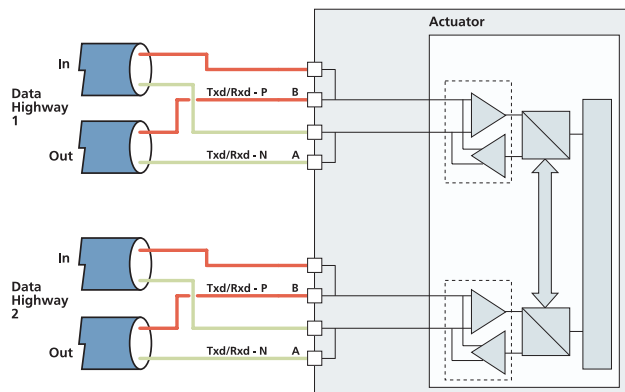 Actuator
In
Data
Highway
1
Txd/Rxd - P B
Out
Txd/Rxd - N A
In
Data
Highway
2
Txd/Rxd - P B
Out
Txd/Rxd - N A